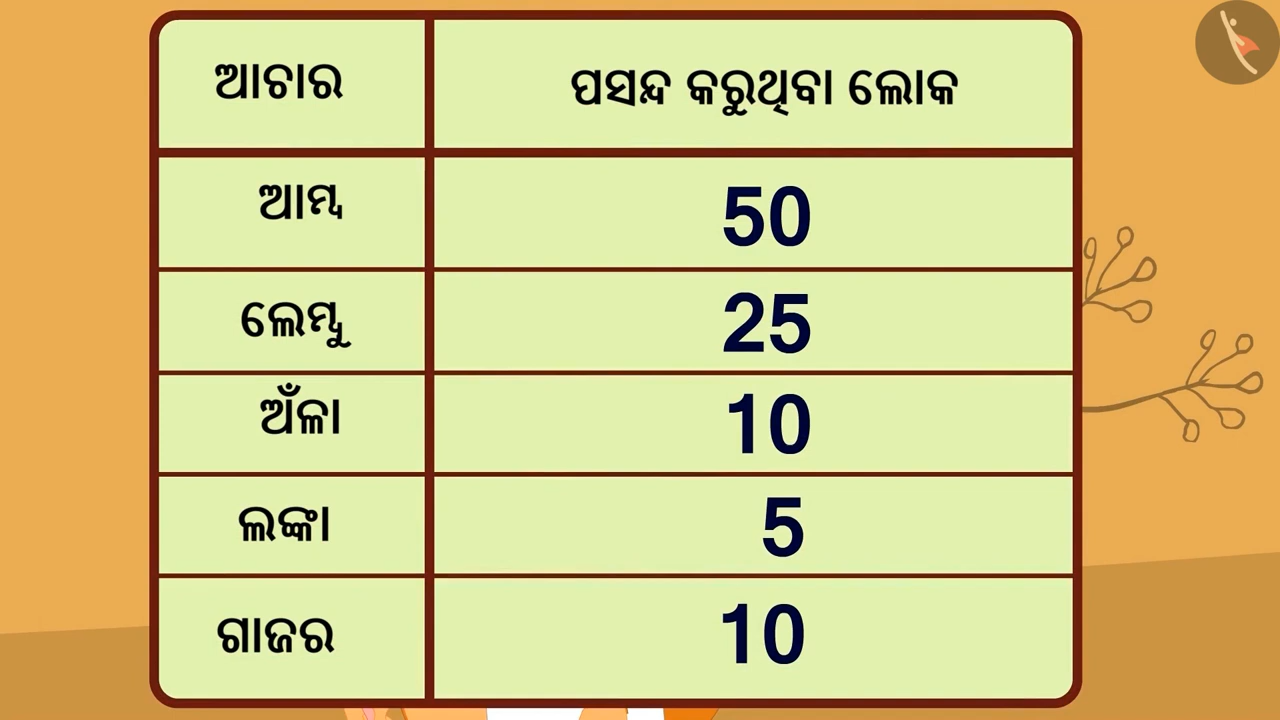 ଆଚାର ପସନ୍ଦ କରୁଥିବା ଲୋକ
ଆମ୍ବ 50
ଲେମ୍ବୁ 25
ଅଁଳା 10
ଲଙ୍କା 5
ଗାଜର 10